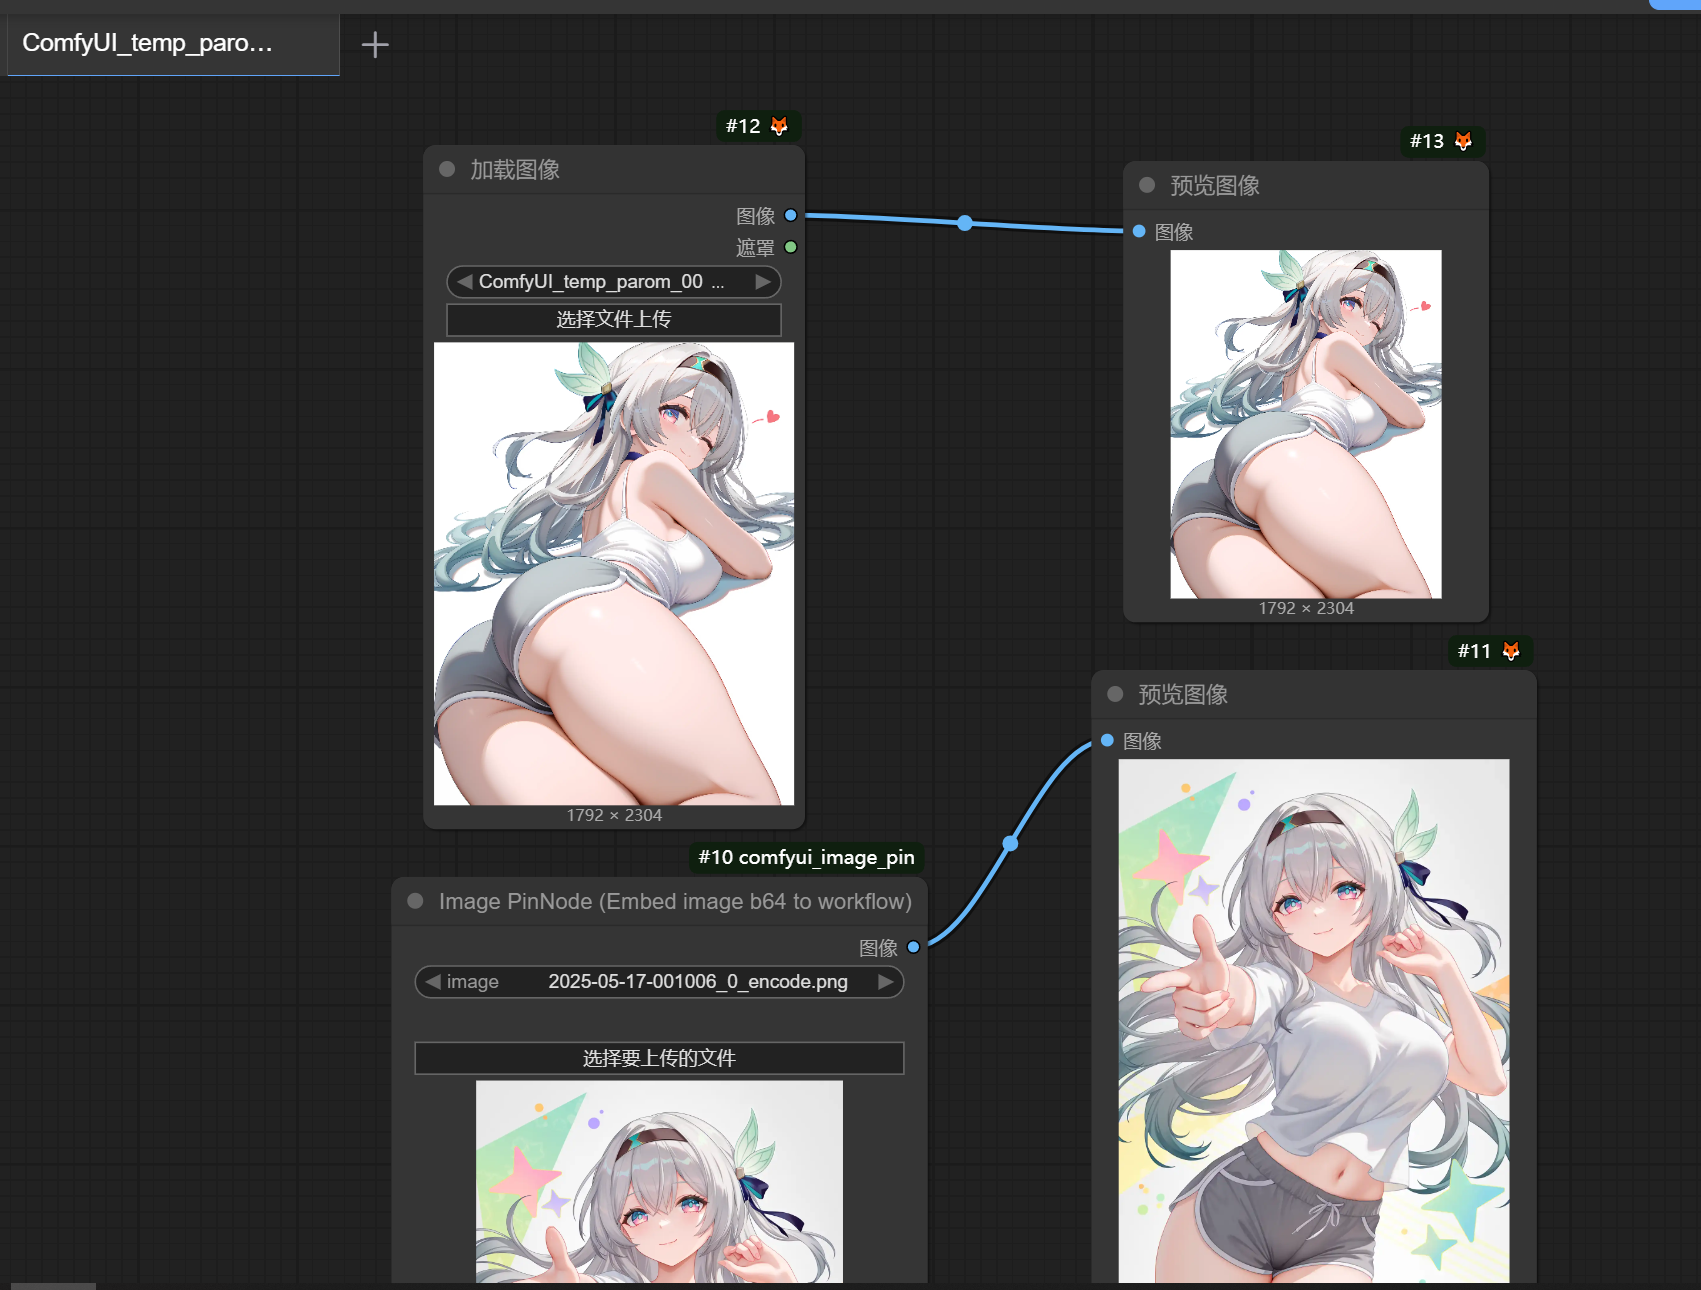 ComfyUI_temp_paro…
#12
加载图像
图像
遮罩
ComfyUI_temp_parom_00 ...
选择文件上传
1792 × 2304
#13
预览图像
图像
1792 × 2304
#11
预览图像
图像
#10 comfyui_image_pin
Image PinNode (Embed image b64 to workflow)
图像
image 2025-05-17-001006_0_encode.png
选择要上传的文件